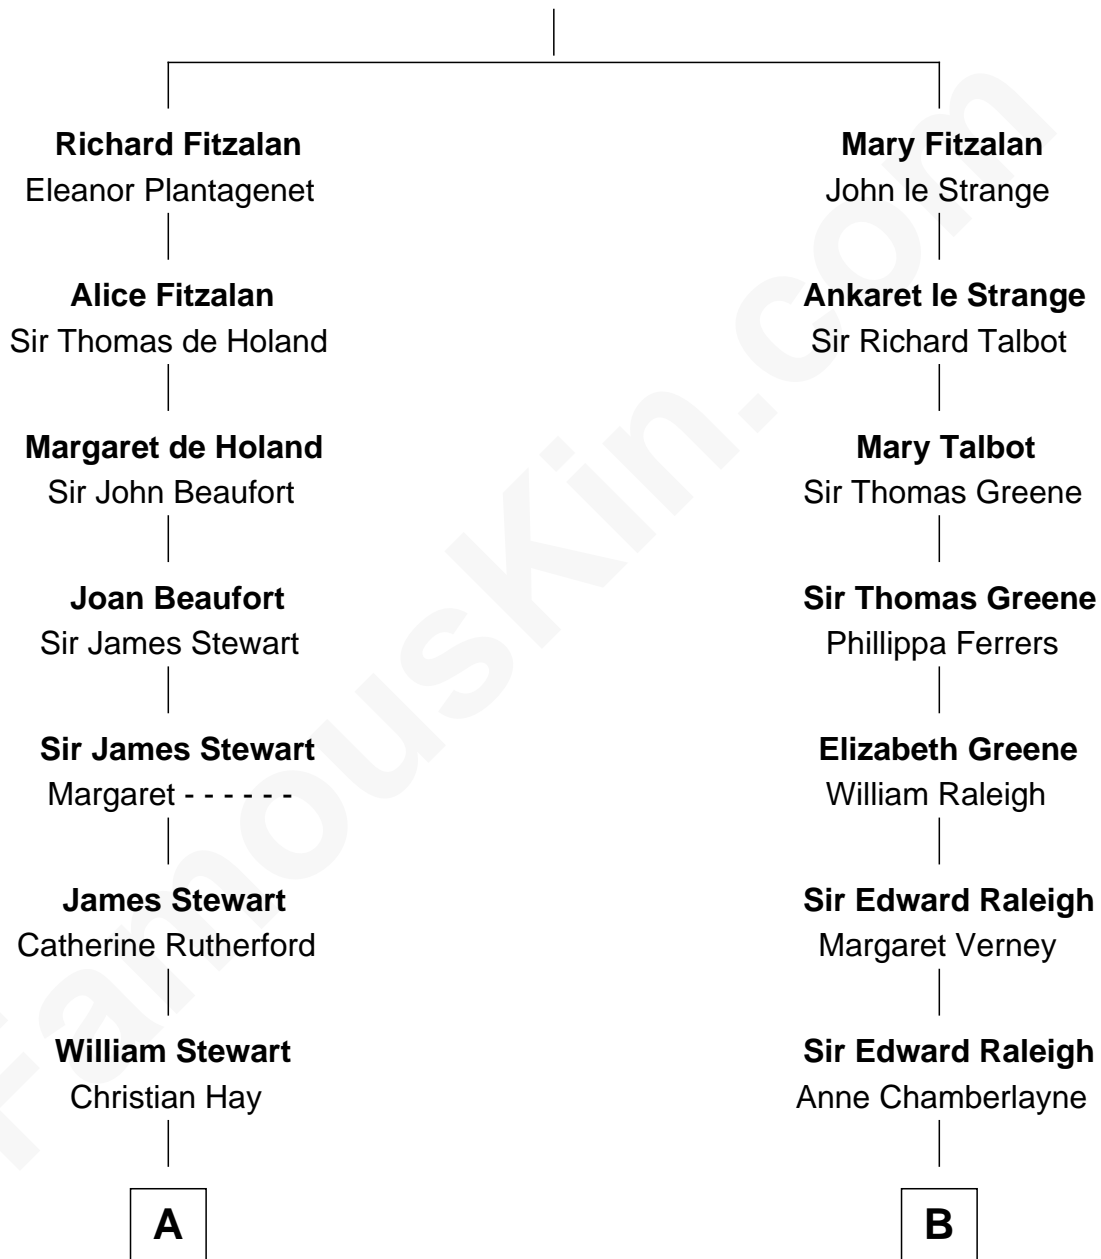 Richard Fitzalan
Eleanor Plantagenet
Alice Fitzalan
Sir Thomas de Holand
Margaret de Holand
Sir John Beaufort
Joan Beaufort
Sir James Stewart
Sir James Stewart
Margaret - - - - - -
James Stewart
Catherine Rutherford
William Stewart
Christian Hay
A
Mary Fitzalan
John le Strange
Ankaret le Strange
Sir Richard Talbot
Mary Talbot
Sir Thomas Greene
Sir Thomas Greene
Phillippa Ferrers
Elizabeth Greene
William Raleigh
Sir Edward Raleigh
Margaret Verney
Sir Edward Raleigh
Anne Chamberlayne
B
FamousKin.com